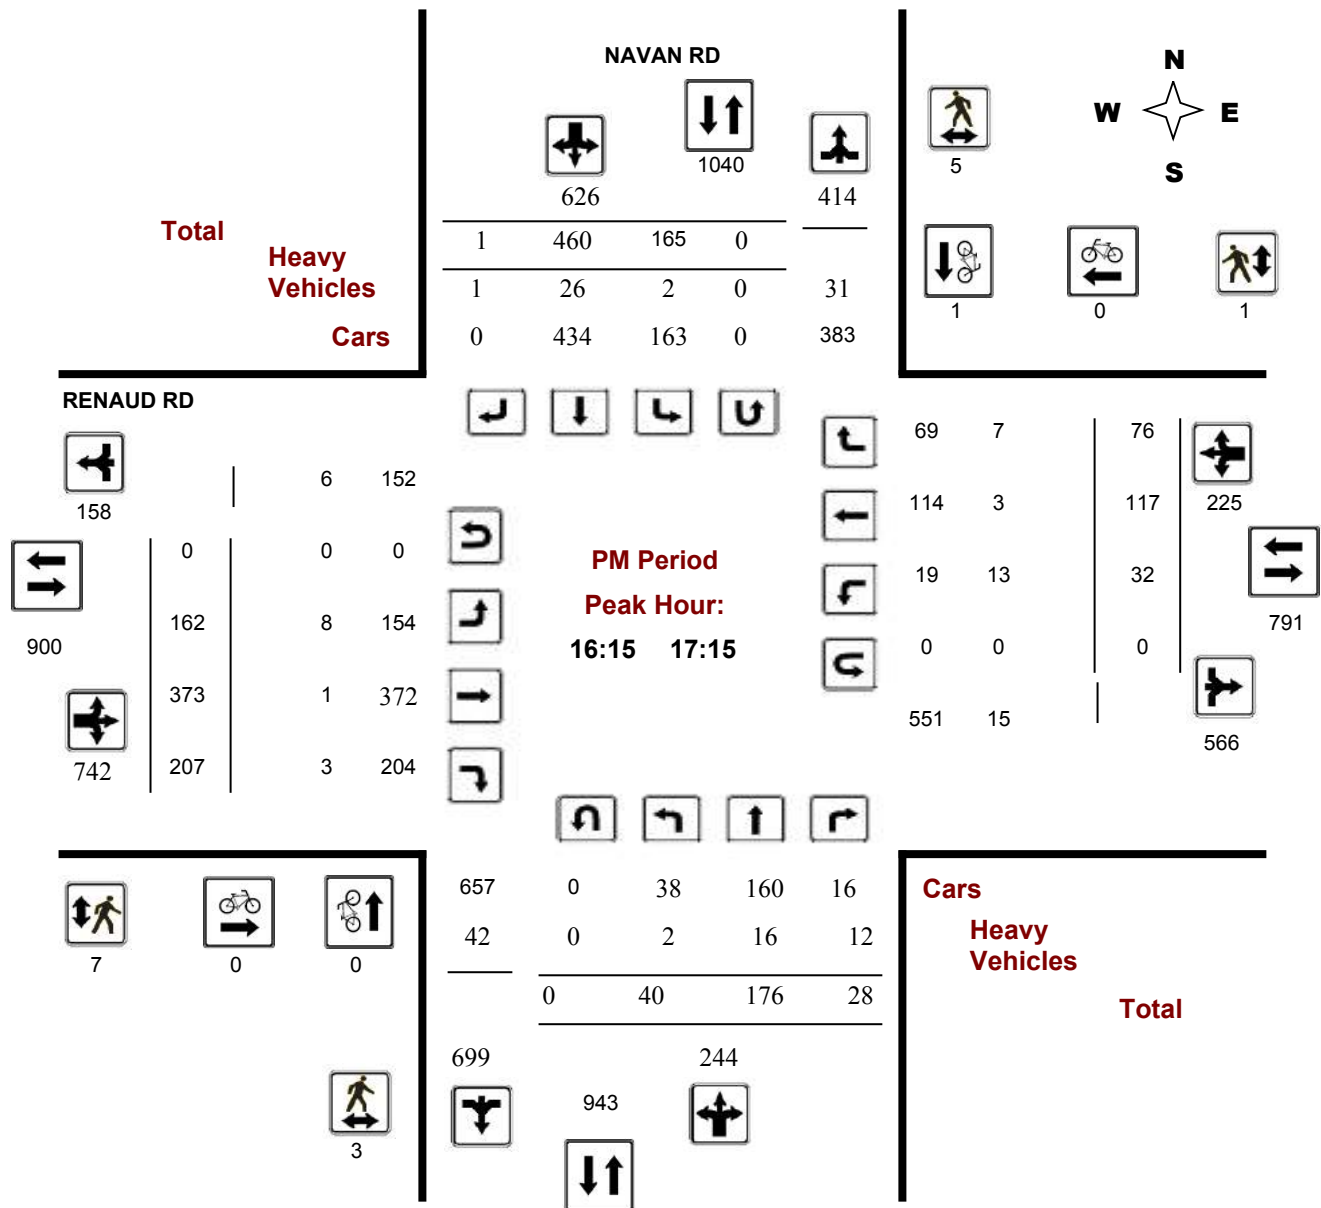 NAVAN RD
N
W E
S
1040
5
626 414
Total
1 460 165 0
Heavy
Vehicles
1 26 2 0 31
1 0 1
Cars
0 434 163 0 383
RENAUD RD
69 7 76
6 152
158
114 3 117 225
0 0 0
PM Period
19 13 32
Peak Hour:
162 8 154
791
900
16:15 17:15
0 0 0
373 1 372
551 15
566
742 207 3 204
657 0 38 160 16
Cars
42 0 2 16 12
Heavy
Vehicles
7 0 0
0 40 176 28
Total
699 244
943
3